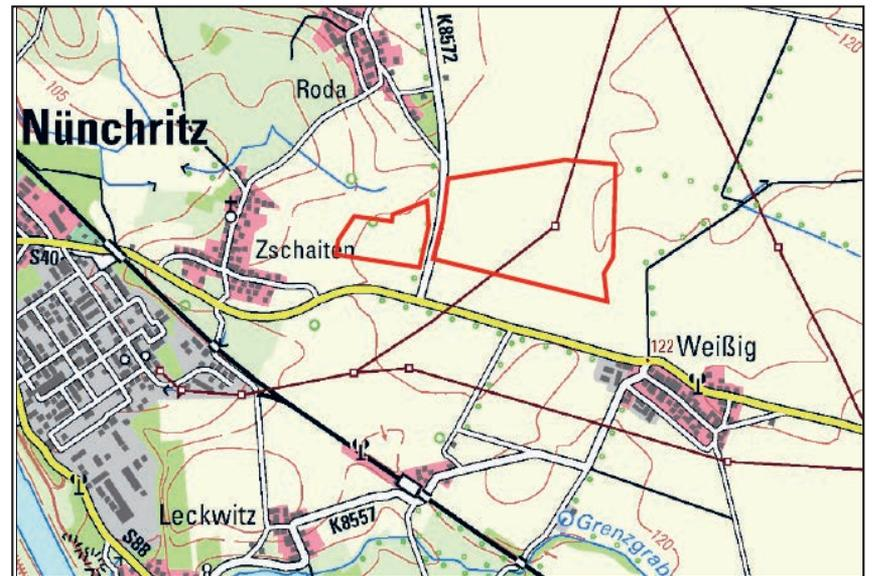 K8572
120
105
Roda
Nünchritz
Zschaiten
S40
122 Weißig
Leckwitz
K8557
S88
Grenzgrab
120